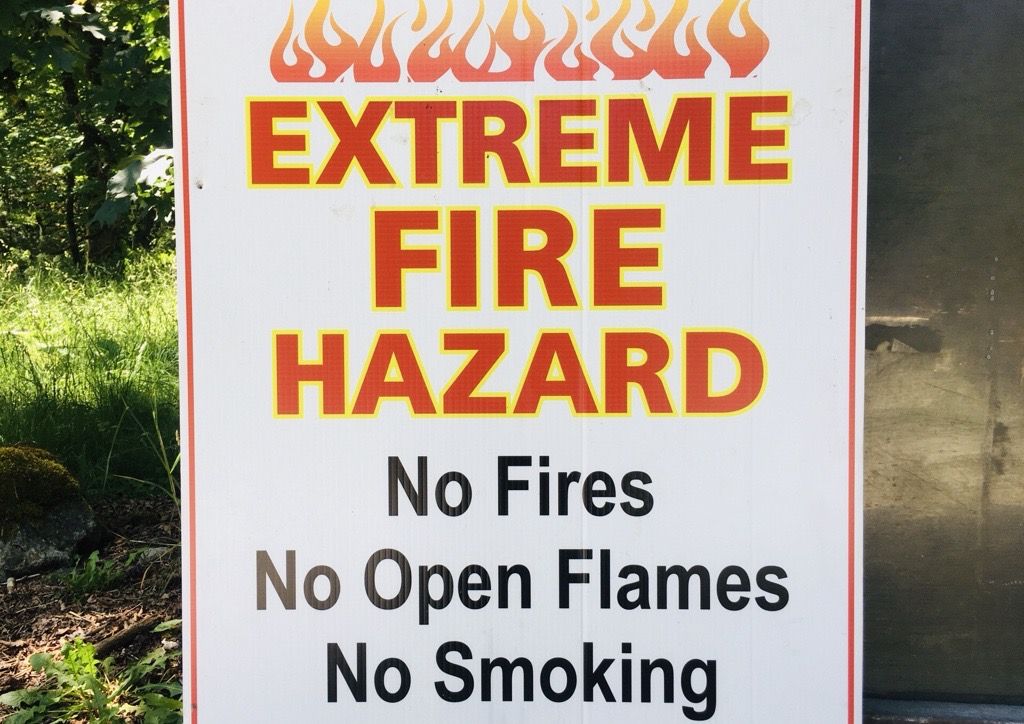 EXTREME
FIRE
HAZARD
No Fires
No Open Flames
No Smoking